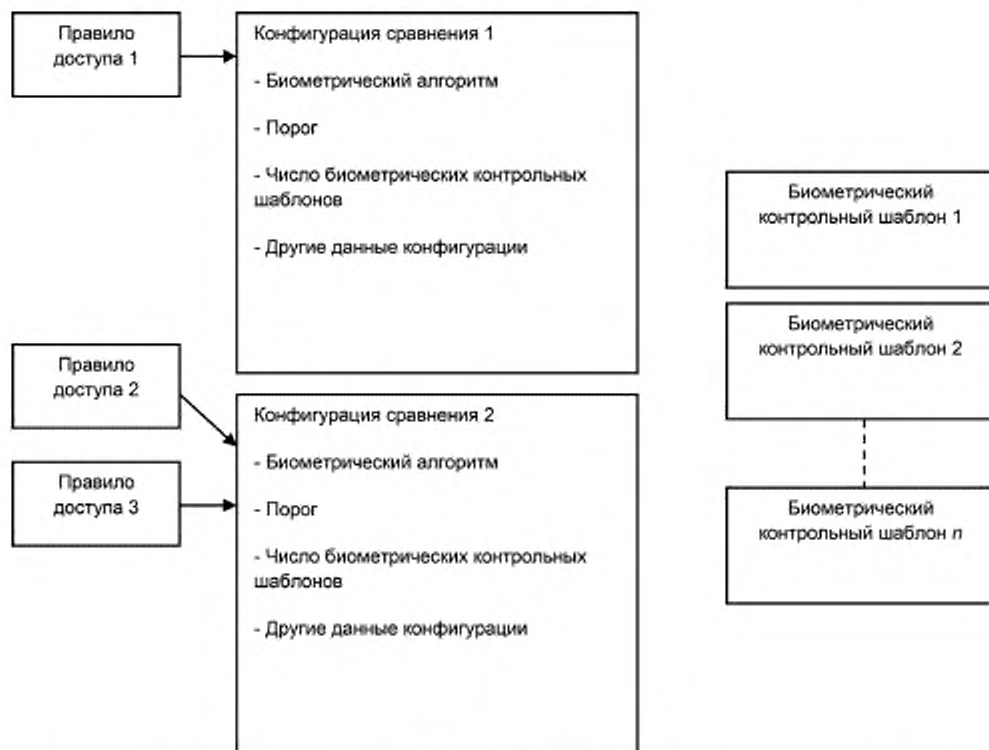 Правило
доступа 1
Конфигурация сравнения 1
- Биометрический алгоритм
- Порог
- Число биометрических контрольных
шаблонов
- Другие данные конфигурации
Правило
доступа 2
Правило
доступа 3
Конфигурация сравнения 2
- Биометрический алгоритм
- Порог
- Число биометрических контрольных
шаблонов
- Другие данные конфигурации
Биометрический
контрольный шаблон 1
Биометрический
контрольный шаблон 2
Биометрический
контрольный шаблон n